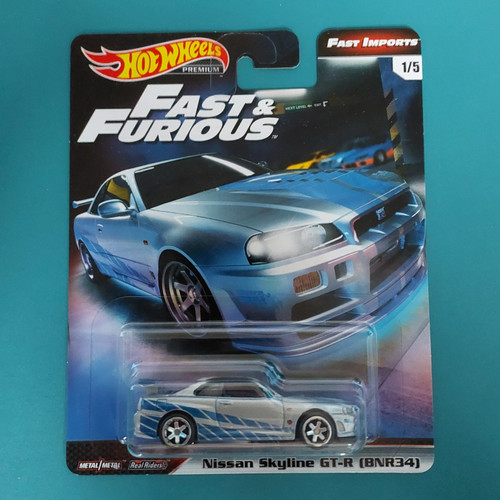 Hot Wheels
PREMIUM
Fast Imports
1/5
Fast &
Furious
METAL/METAL
Real Riders
Nissan Skyline GT-R (BNR34)